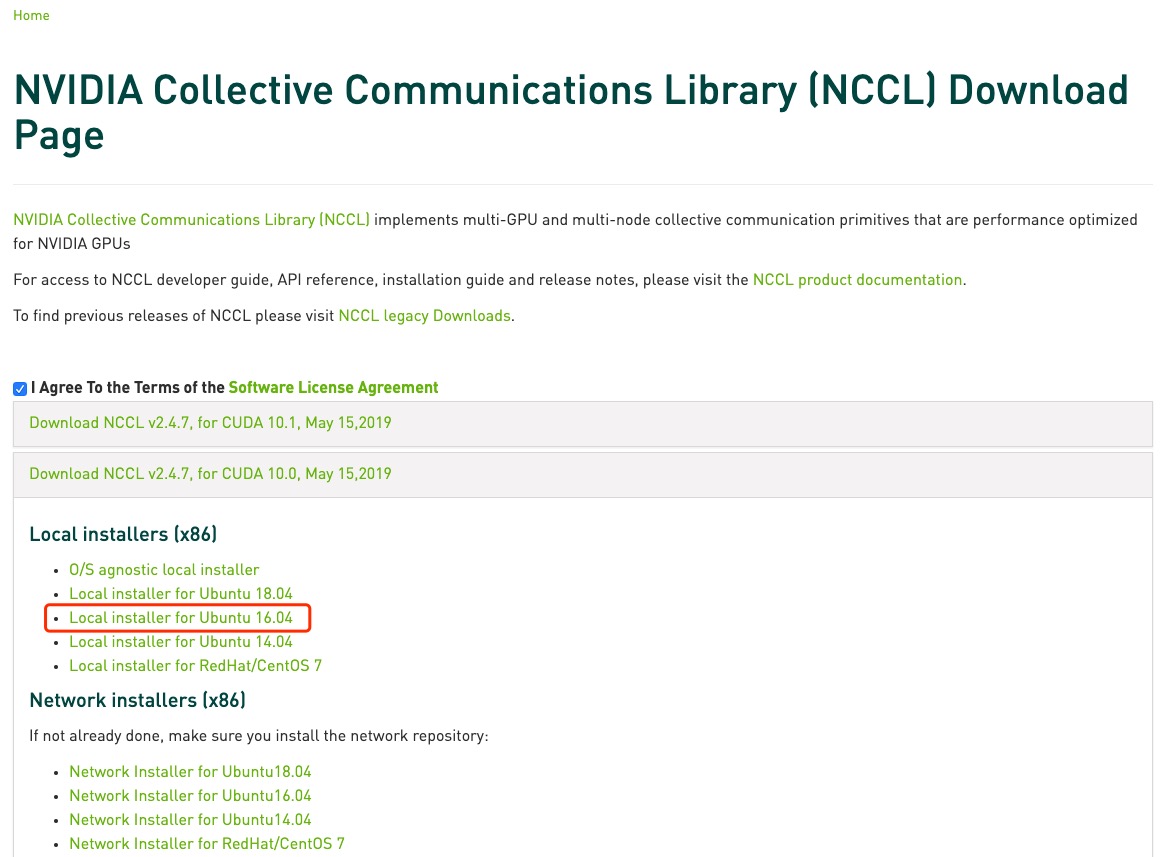 Home
NVIDIA Collective Communications Library (NCCL) Download
Page
NVIDIA Collective Communications Library (NCCL) implements multi-GPU and multi-node collective communication primitives that are performance optimized
for NVIDIA GPUs
For access to NCCL developer guide, API reference, installation guide and release notes, please visit the NCCL product documentation.
To find previous releases of NCCL please visit NCCL legacy Downloads.
I Agree To the Terms of the Software License Agreement
Download NCCL v2.4.7, for CUDA 10.1, May 15,2019
Download NCCL v2.4.7, for CUDA 10.0, May 15,2019
Local installers (x86)
O/S agnostic local installer
Local installer for Ubuntu 18.04
Local installer for Ubuntu 16.04
Local installer for Ubuntu 14.04
Local installer for RedHat/CentOS 7
Network installers (x86)
If not already done, make sure you install the network repository:
Network Installer for Ubuntu18.04
Network Installer for Ubuntu16.04
Network Installer for Ubuntu14.04
Network Installer for RedHat/CentOS 7